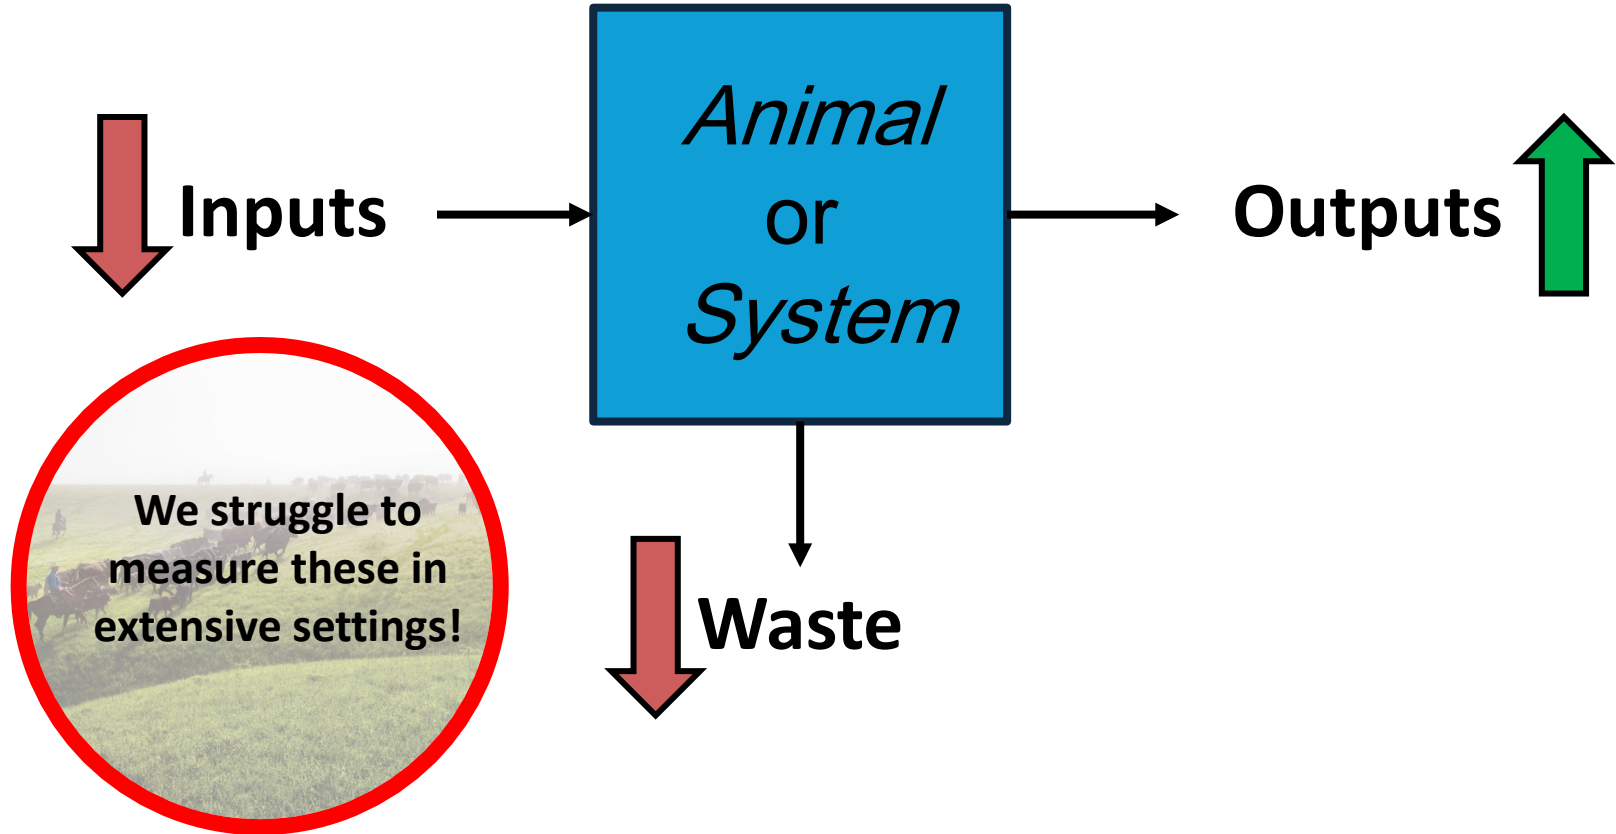 Animal
or
System
Inputs
Outputs
We struggle to
measure these in
extensive settings!
Waste